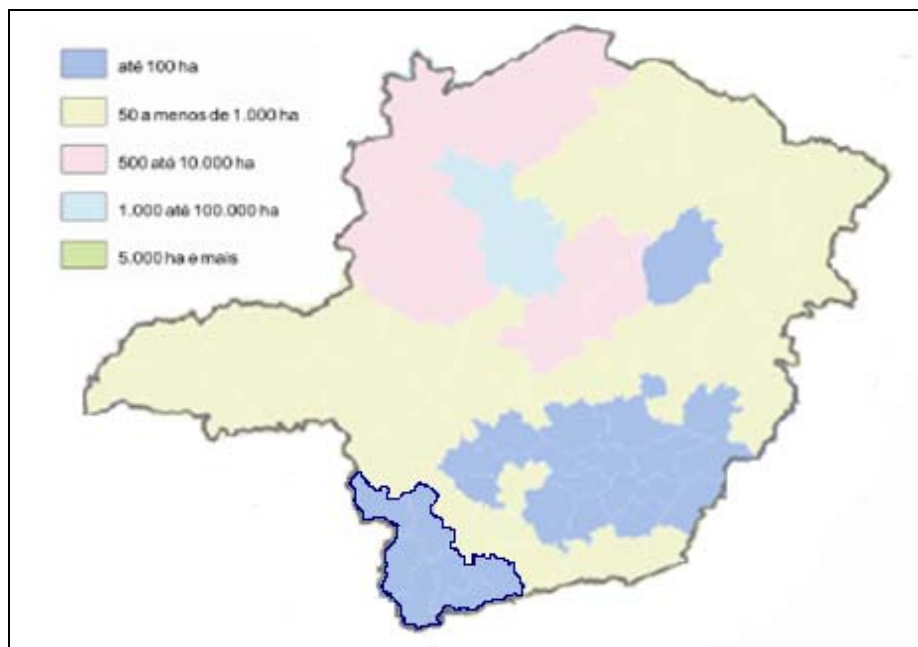 até 100 ha
50 a menos de 1.000 ha
500 até 10.000 ha
1.000 até 100.000 ha
5.000 ha e mais